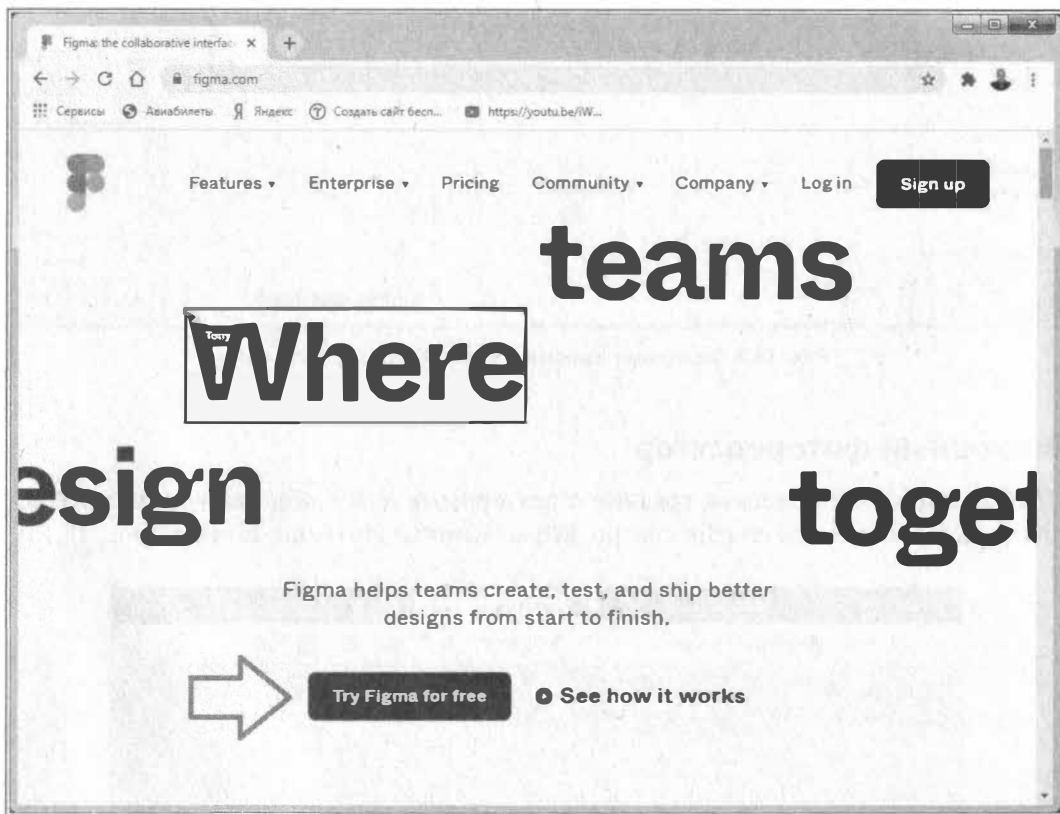 Figma: the collaborative interfac
figma.com
Сервисы Авиабилеты Яндекс Создать сайт бесп... https://youtu.be/iW...
Features Enterprise Pricing Community Company Log in Sign up
teams
Where
esign
toget
Figma helps teams create, test, and ship better
designs from start to finish.
Try Figma for free See how it works